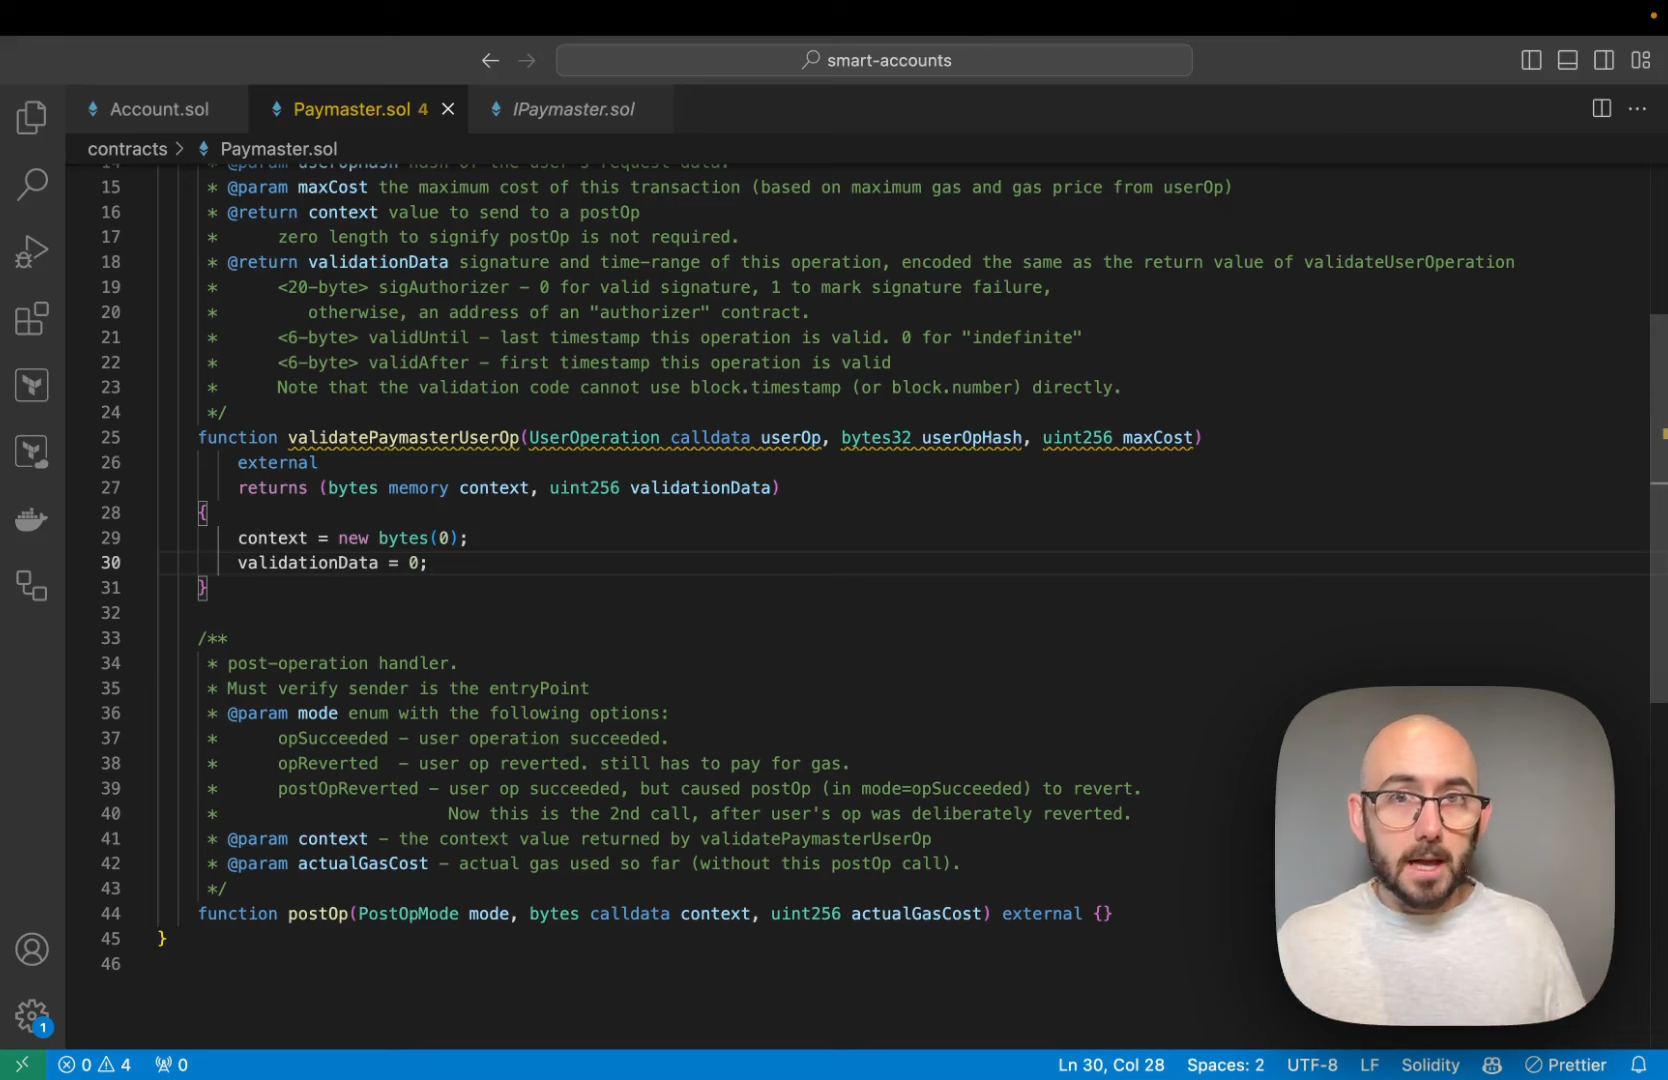 smart-accounts
Account.sol
Paymaster.sol 4
IPaymaster.sol
contracts > Paymaster.sol
14 * @param userOpHash hash of the user's request data.
15 * @param maxCost the maximum cost of this transaction (based on maximum gas and gas price from userOp)
16 * @return context value to send to a postOp
17 * zero length to signify postOp is not required.
18 * @return validationData signature and time-range of this operation, encoded the same as the return value of validateUserOperation
19 * <20-byte> sigAuthorizer - 0 for valid signature, 1 to mark signature failure,
20 * otherwise, an address of an "authorizer" contract.
21 * <6-byte> validUntil - last timestamp this operation is valid. 0 for "indefinite"
22 * <6-byte> validAfter - first timestamp this operation is valid
23 * Note that the validation code cannot use block.timestamp (or block.number) directly.
24 */
25 function validatePaymasterUserOp(UserOperation calldata userOp, bytes32 userOpHash, uint256 maxCost)
26 external
27 returns (bytes memory context, uint256 validationData)
28 {
29 context = new bytes(0);
30 validationData = 0;
31 }
32
33 /**
34 * post-operation handler.
35 * Must verify sender is the entryPoint
36 * @param mode enum with the following options:
37 * opSucceeded - user operation succeeded.
38 * opReverted - user op reverted. still has to pay for gas.
39 * postOpReverted - user op succeeded, but caused postOp (in mode=opSucceeded) to revert.
40 * Now this is the 2nd call, after user's op was deliberately reverted.
41 * @param context - the context value returned by validatePaymasterUserOp
42 * @param actualGasCost - actual gas used so far (without this postOp call).
43 */
44 function postOp(PostOpMode mode, bytes calldata context, uint256 actualGasCost) external {}
45 }
46
1
0 4 0 Ln 30, Col 28 Spaces: 2 UTF-8 LF Solidity Prettier